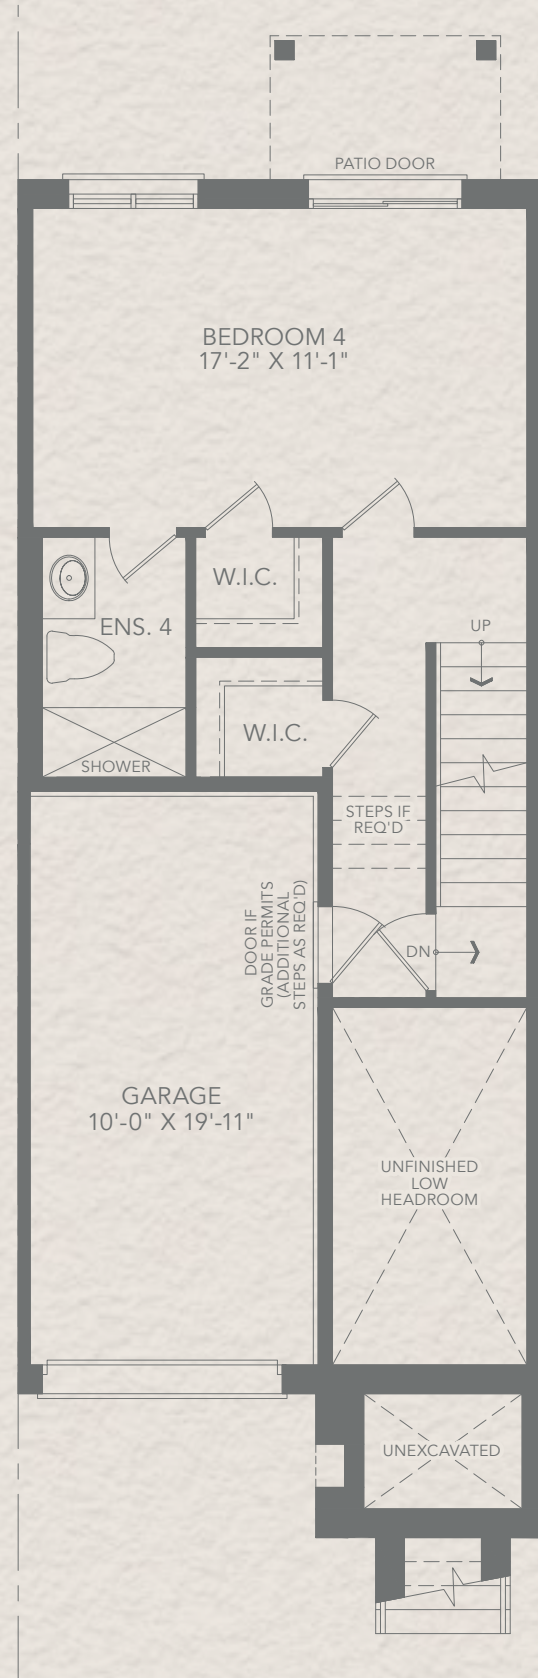 PATIO DOOR
BEDROOM 4
17'-2" X 11'-1"
W.I.C.
ENS. 4
UP
W.I.C.
SHOWER
STEPS IF
REQ'D
DOOR IF
GRADE PERMITS
(ADDITIONAL
STEPS AS REQ'D)
DN
GARAGE
10'-0" X 19'-11"
UNFINISHED
LOW
HEADROOM
UNEXCAVATED